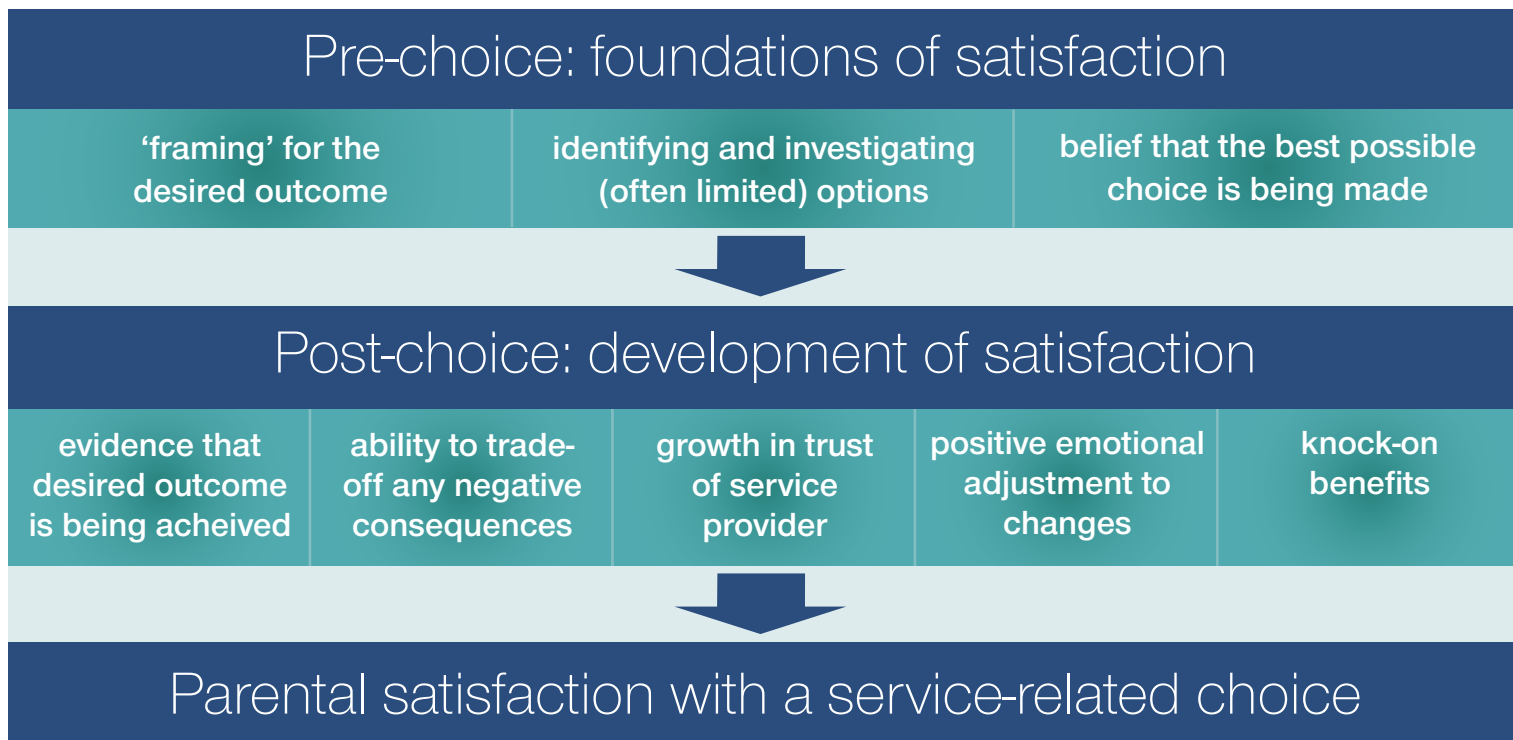 Pre-choice: foundations of satisfaction
‘framing’ for the
desired outcome
identifying and investigating
(often limited) options
belief that the best possible
choice is being made
Post-choice: development of satisfaction
evidence that
desired outcome
is being acheived
ability to trade-
off any negative
consequences
growth in trust
of service
provider
positive emotional
adjustment to
changes
knock-on
benefits
Parental satisfaction with a service-related choice